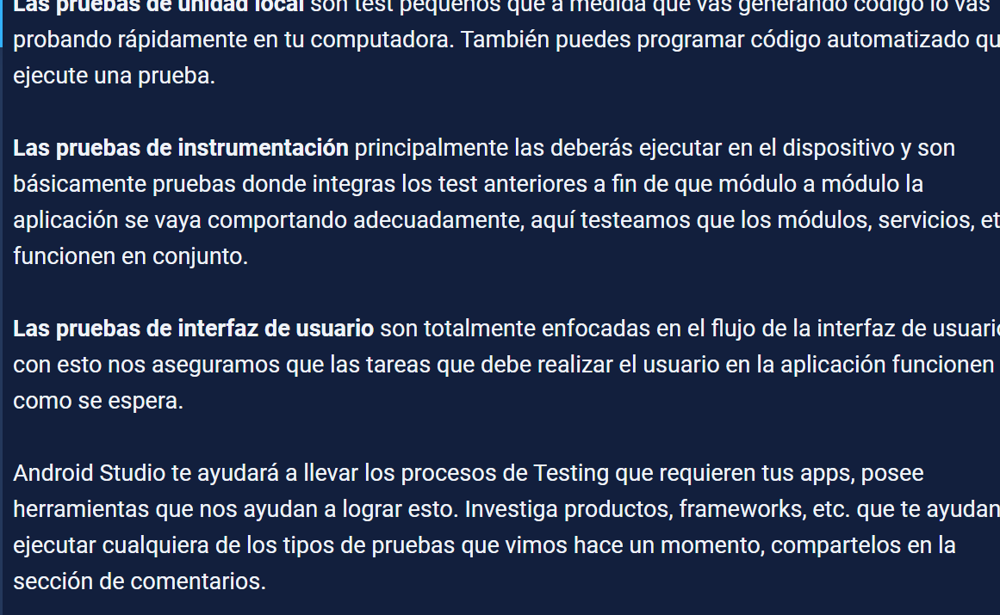 Las pruebas de unidad local son test pequeños que a medida que vas generando código lo vas
probando rápidamente en tu computadora. También puedes programar código automatizado qu
ejecute una prueba.
Las pruebas de instrumentación principalmente las deberás ejecutar en el dispositivo y son
básicamente pruebas donde integras los test anteriores a fin de que módulo a módulo la
aplicación se vaya comportando adecuadamente, aquí testeamos que los módulos, servicios, et
funcionen en conjunto.
Las pruebas de interfaz de usuario son totalmente enfocadas en el flujo de la interfaz de usuario
con esto nos aseguramos que las tareas que debe realizar el usuario en la aplicación funcionen
como se espera.
Android Studio te ayudará a llevar los procesos de Testing que requieren tus apps, posee
herramientas que nos ayudan a lograr esto. Investiga productos, frameworks, etc. que te ayudan
ejecutar cualquiera de los tipos de pruebas que vimos hace un momento, compartelos en la
sección de comentarios.